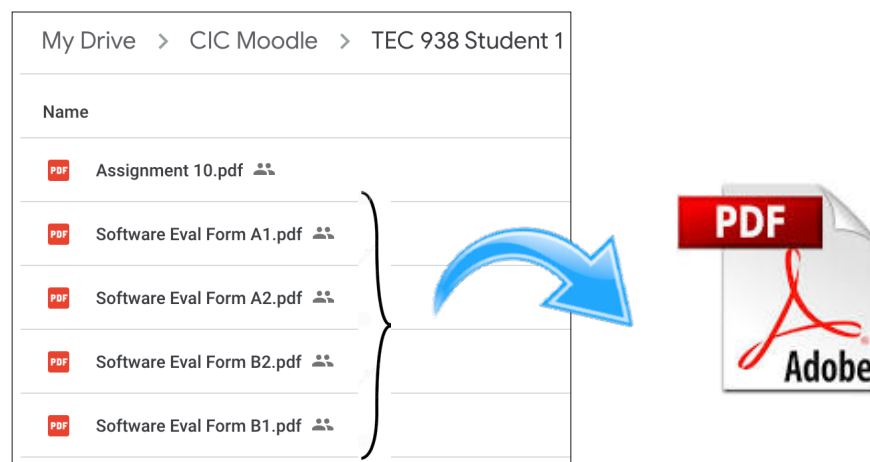 My Drive > CIC Moodle > TEC 938 Student 1
Name
PDF Assignment 10.pdf
PDF Software Eval Form A1.pdf
PDF Software Eval Form A2.pdf
PDF Software Eval Form B2.pdf
PDF Software Eval Form B1.pdf
PDF
Adobe